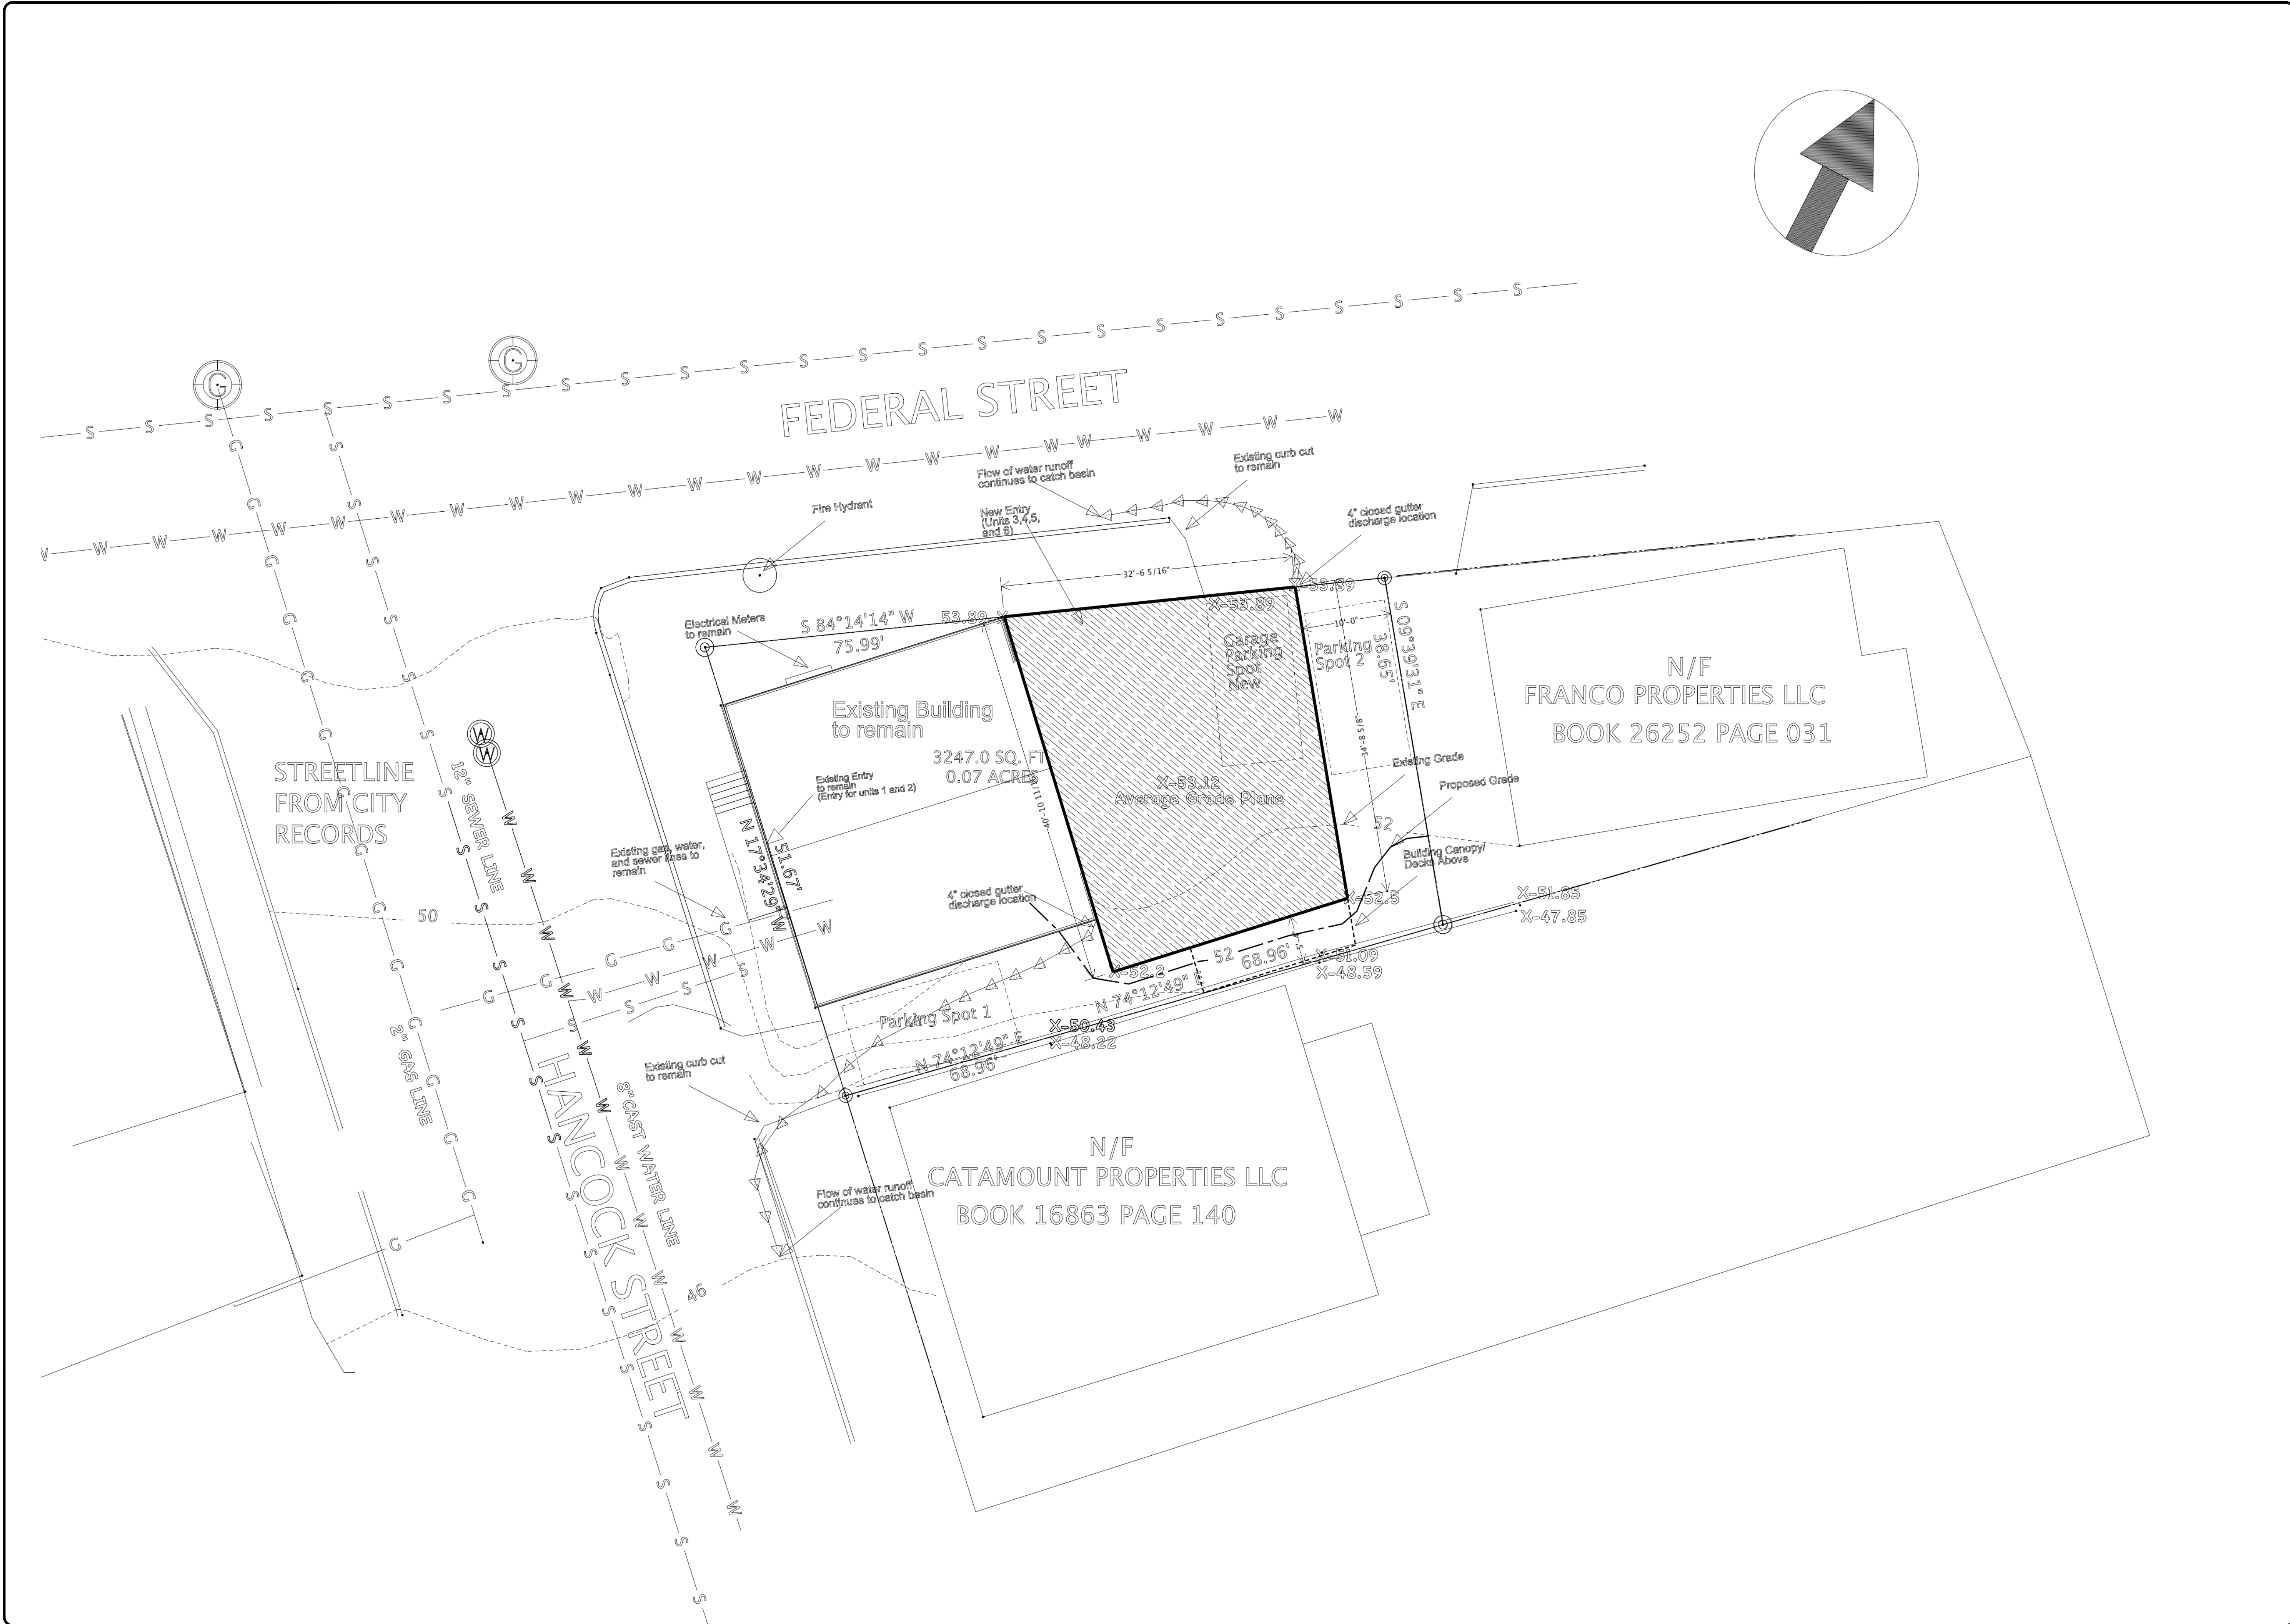 G
G
FEDERAL STREET
Flow of water runoff
continues to catch basin
Existing curb cut
to remain
Fire Hydrant
New Entry
(Units 3,4,5,
and 6)
4" closed gutter
discharge location
32'-6 5/16"
Electrical Meters
to remain
S 84°14'14" W
75.99'
53.89 X
X-53.89
X-53.89
10'-0"
Garage
Parking
Spot
New
Parking
Spot 2
S 09°39'31" E
38.65'
34'-8 5/8"
N/F
FRANCO PROPERTIES LLC
BOOK 26252 PAGE 031
Existing Building
to remain
3247.0 SQ. FT
0.07 ACRES
Existing Entry
to remain
(Entry for units 1 and 2)
X-53.12
Average Grade Plane
Existing Grade
Proposed Grade
52
Building Canopy/
Decks Above
STREETLINE
FROM CITY
RECORDS
W
W
12" SEWER LINE
N 17°34'29" W
51.67'
Existing gas, water,
and sewer lines to
remain
4" closed gutter
discharge location
50
X-52.5
X-51.85
X-47.85
52
68.96'
X-51.09
X-48.59
X-52.2
N 74°12'49" E
Parking Spot 1
X-50.43
X-48.22
N 74°12'49" E
68.96'
2" GAS LINE
Existing curb cut
to remain
HANCOCK STREET
8"CAST WATER LINE
N/F
CATAMOUNT PROPERTIES LLC
BOOK 16863 PAGE 140
Flow of water runoff
continues to catch basin
46